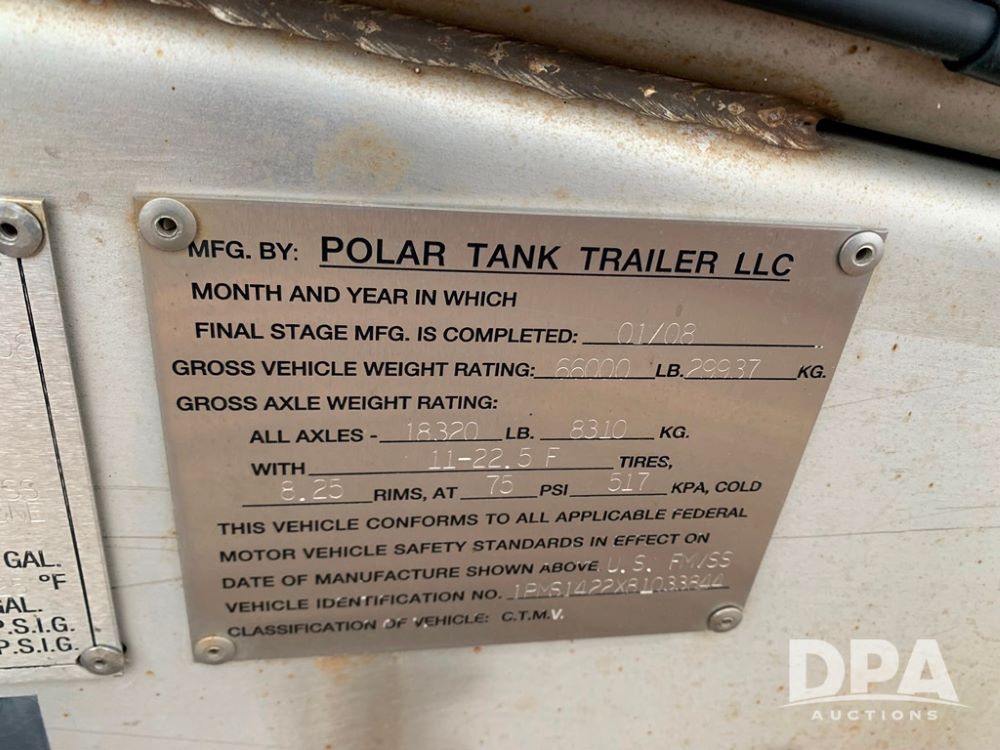 MFG. BY: POLAR TANK TRAILER LLC
MONTH AND YEAR IN WHICH
FINAL STAGE MFG. IS COMPLETED: 01/08
GROSS VEHICLE WEIGHT RATING: 66000 LB. 29937 KG.
GROSS AXLE WEIGHT RATING:
ALL AXLES - 18320 LB. 8310 KG.
WITH 11-22.5 F TIRES,
8.25 RIMS, AT 75 PSI 517 KPA, COLD
THIS VEHICLE CONFORMS TO ALL APPLICABLE FEDERAL
MOTOR VEHICLE SAFETY STANDARDS IN EFFECT ON
DATE OF MANUFACTURE SHOWN ABOVE U.S. FM/SS
VEHICLE IDENTIFICATION NO.
CLASSIFICATION OF VEHICLE: C.T.M.V.
GAL.
°F
GAL.
P.S.I.G.
P.S.I.G.
DPA
AUCTIONS